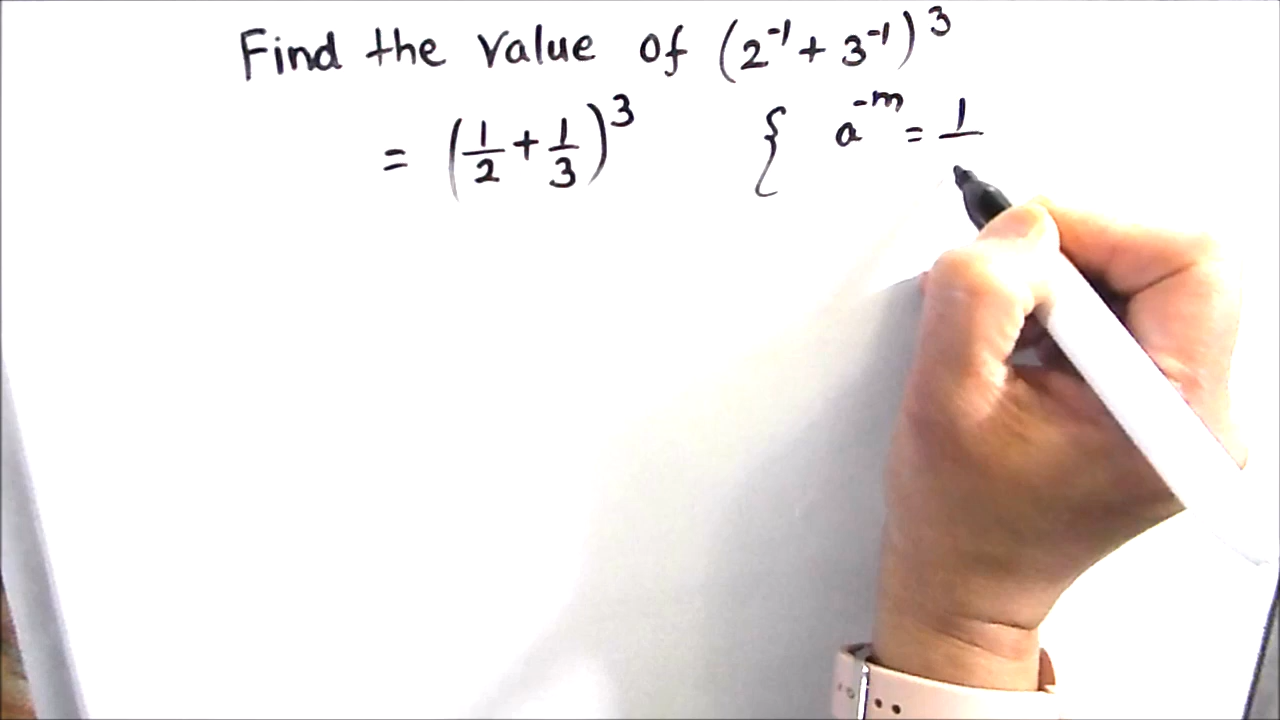 Find the value of (2⁻¹ + 3⁻¹)³
= (1/2 + 1/3)³ { a⁻ᵐ = 1/